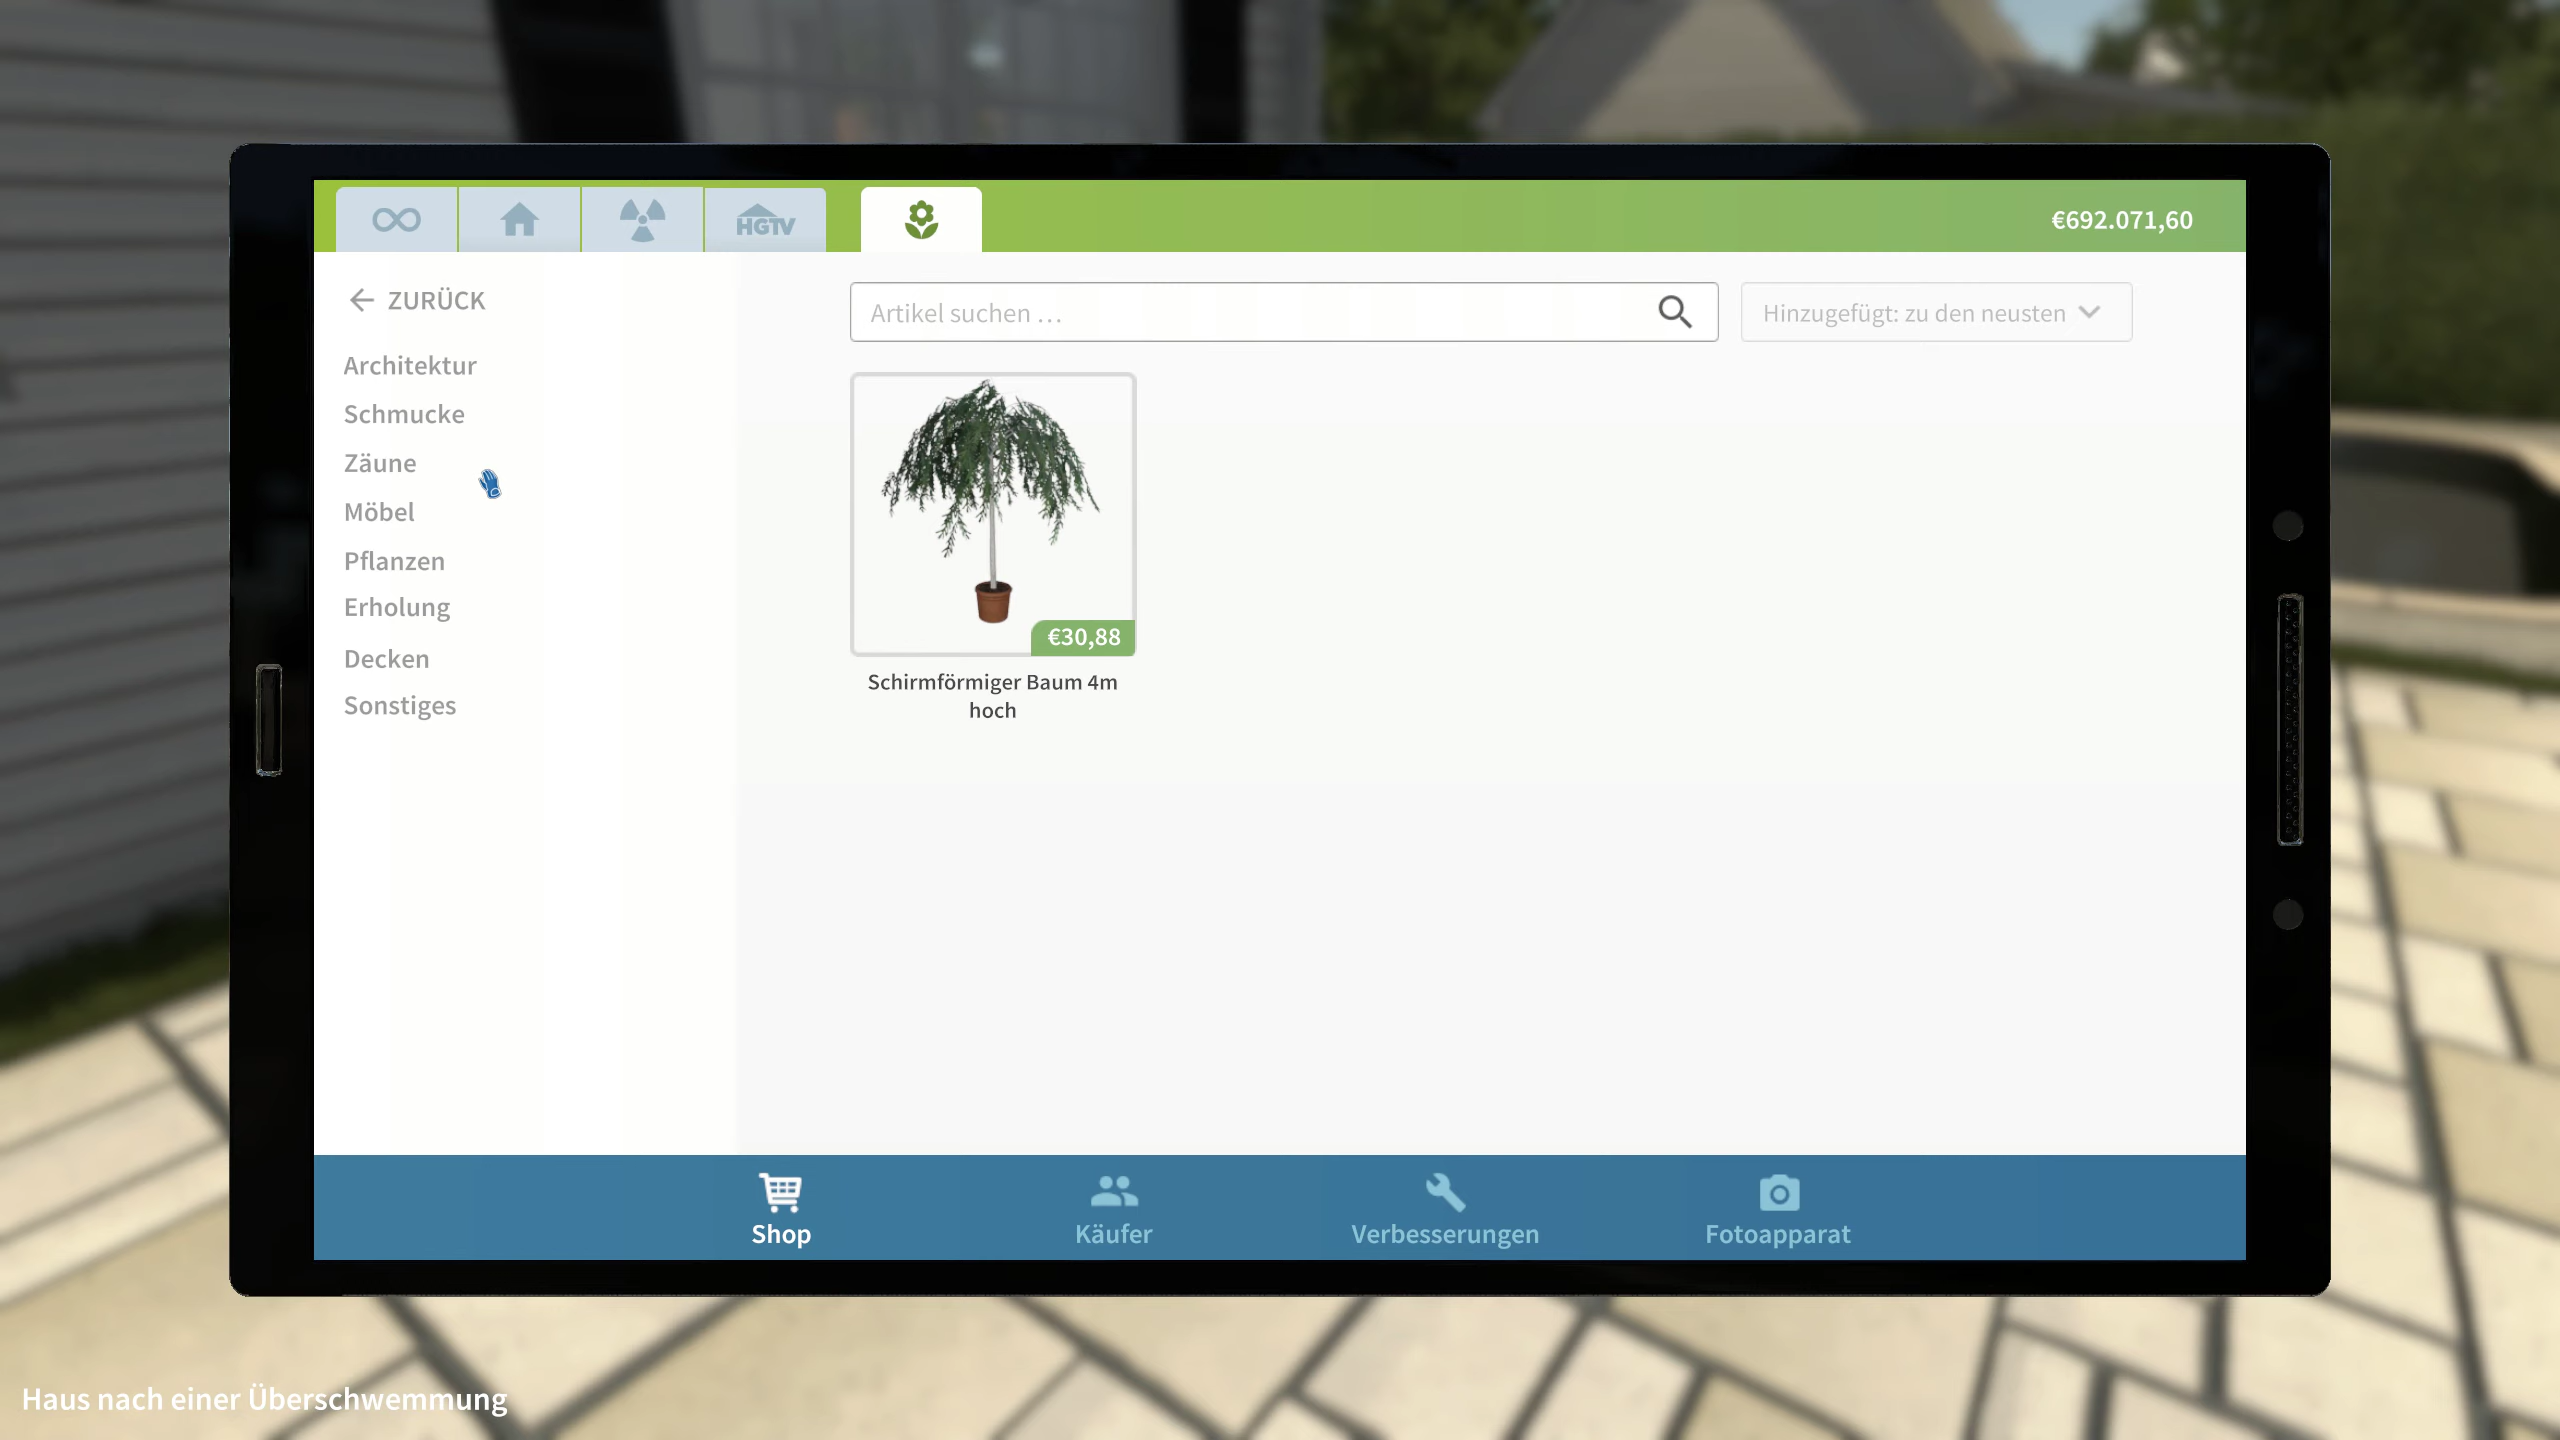 HGTV
€692.071,60
ZURÜCK
Artikel suchen ...
Hinzugefügt: zu den neusten
Architektur
Schmucke
Zäune
Möbel
Pflanzen
Erholung
Decken
Sonstiges
€30,88
Schirmförmiger Baum 4m
hoch
Shop
Käufer
Verbesserungen
Fotoapparat
Haus nach einer Überschwemmung